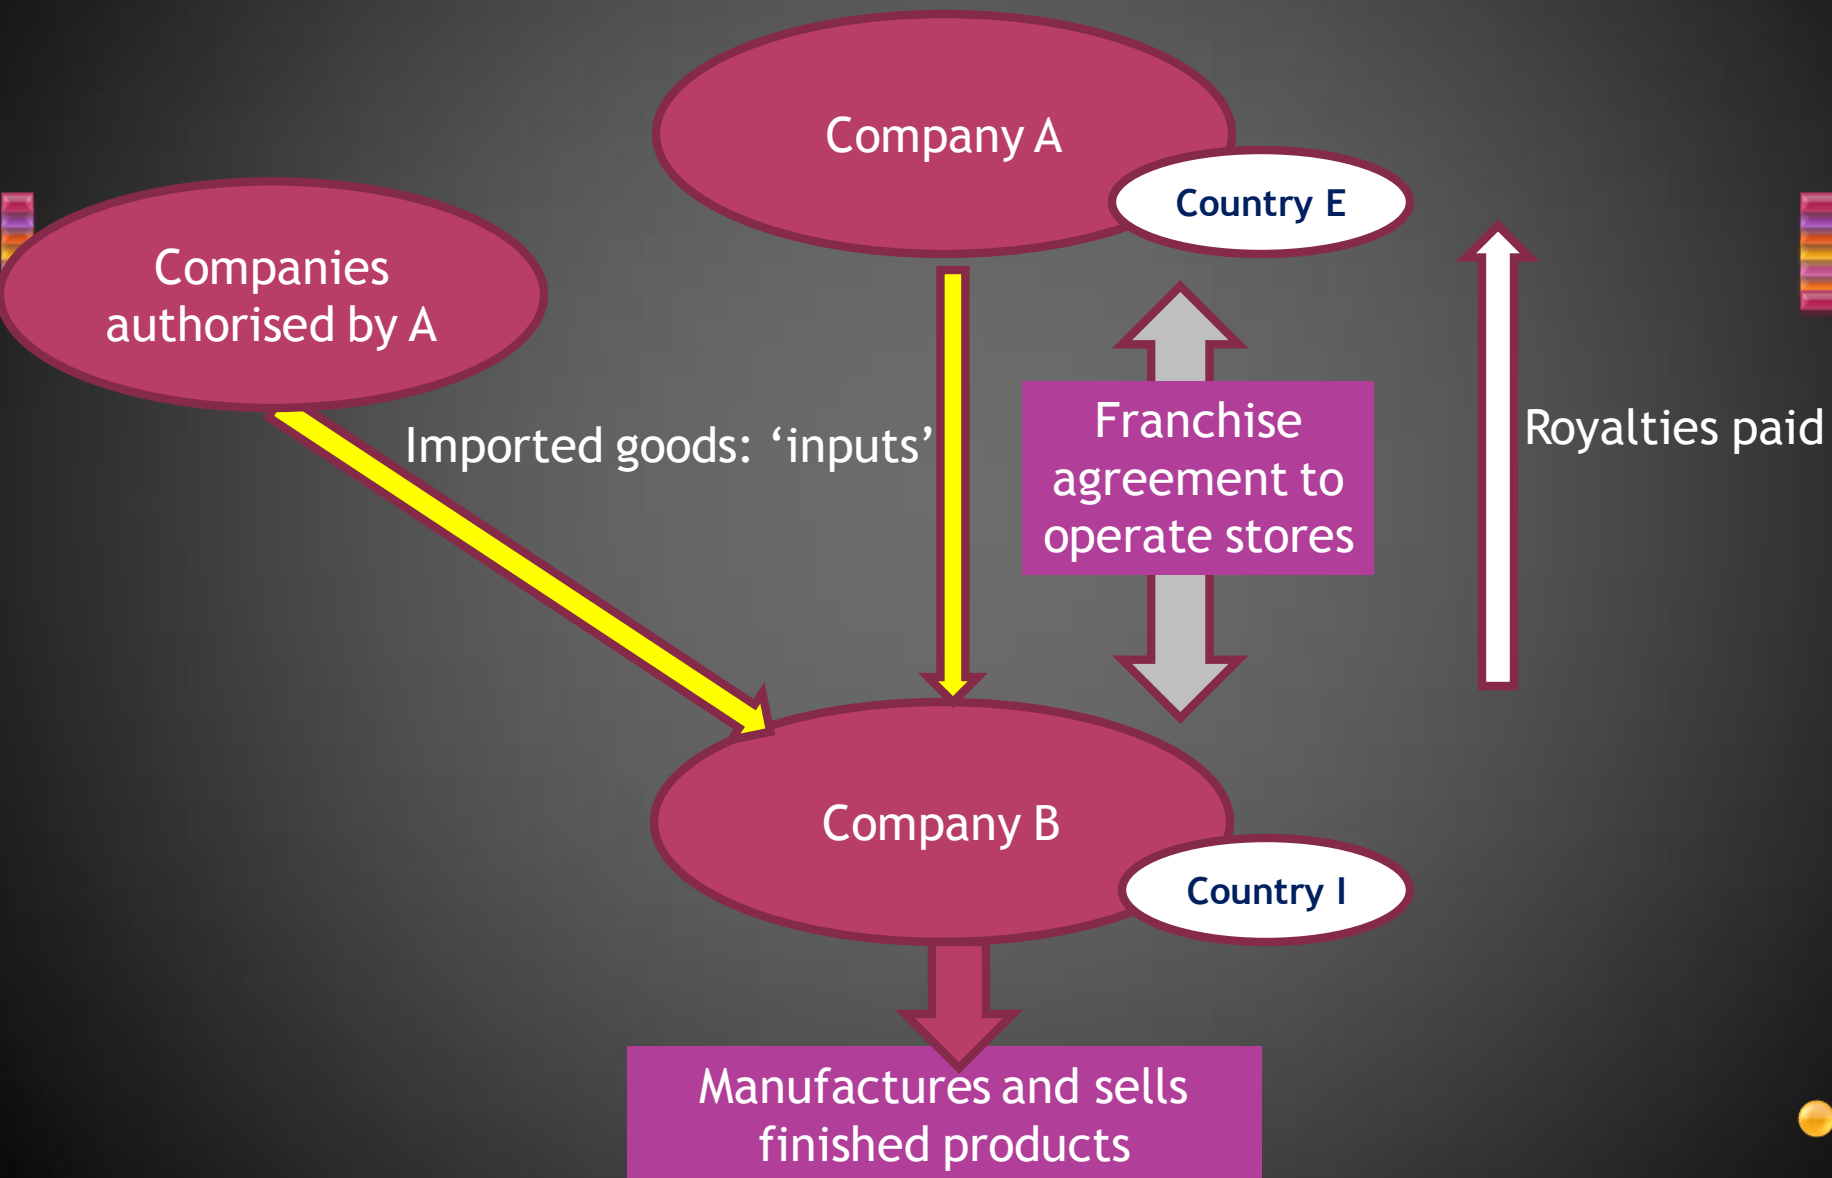 Company A
Country E
Companies
authorised by A
Imported goods: ‘inputs’
Franchise
agreement to
operate stores
Royalties paid
Company B
Country I
Manufactures and sells
finished products